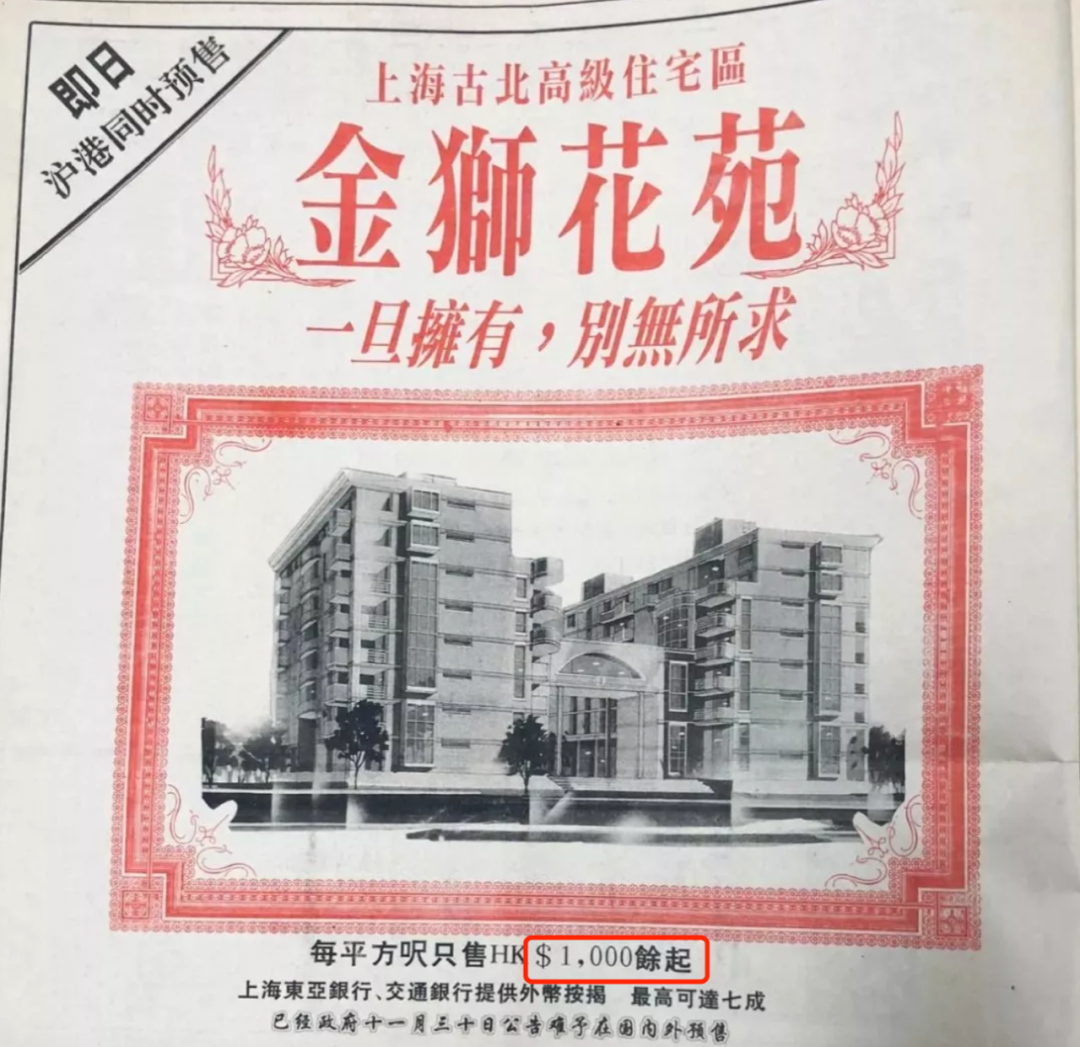 即日
沪港同时预售
上海古北高級住宅區
金獅花苑
一旦擁有，別無所求
每平方呎只售HK$1,000餘起
上海東亞銀行、交通銀行提供外幣按揭　最高可達七成
已经政府十一月三十日公告难予在国内外預售